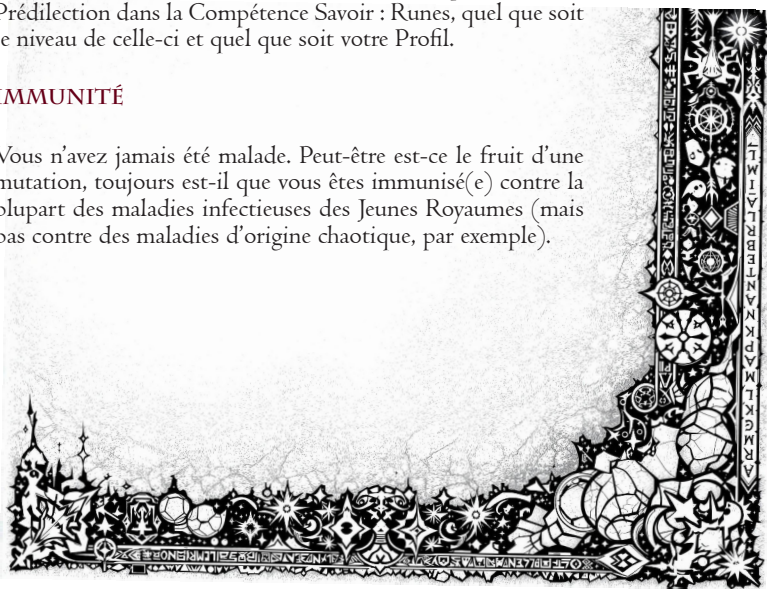 Prédilection dans la Compétence Savoir : Runes, quel que soit
le niveau de celle-ci et quel que soit votre Profil.
IMMUNITÉ
Vous n’avez jamais été malade. Peut-être est-ce le fruit d’une
mutation, toujours est-il que vous êtes immunisé(e) contre la
plupart des maladies infectieuses des Jeunes Royaumes (mais
pas contre des maladies d’origine chaotique, par exemple).